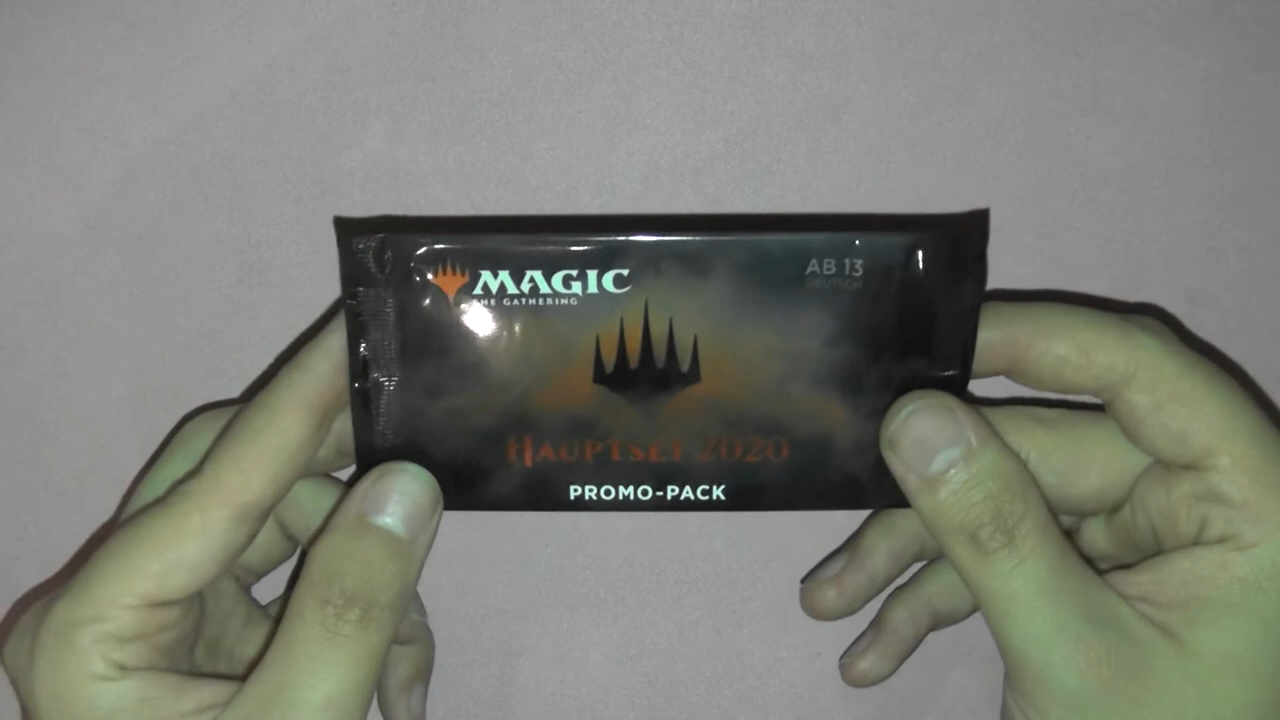 MAGIC
THE GATHERING
AB 13
DEUTSCH
HAUPTSET 2020
PROMO-PACK